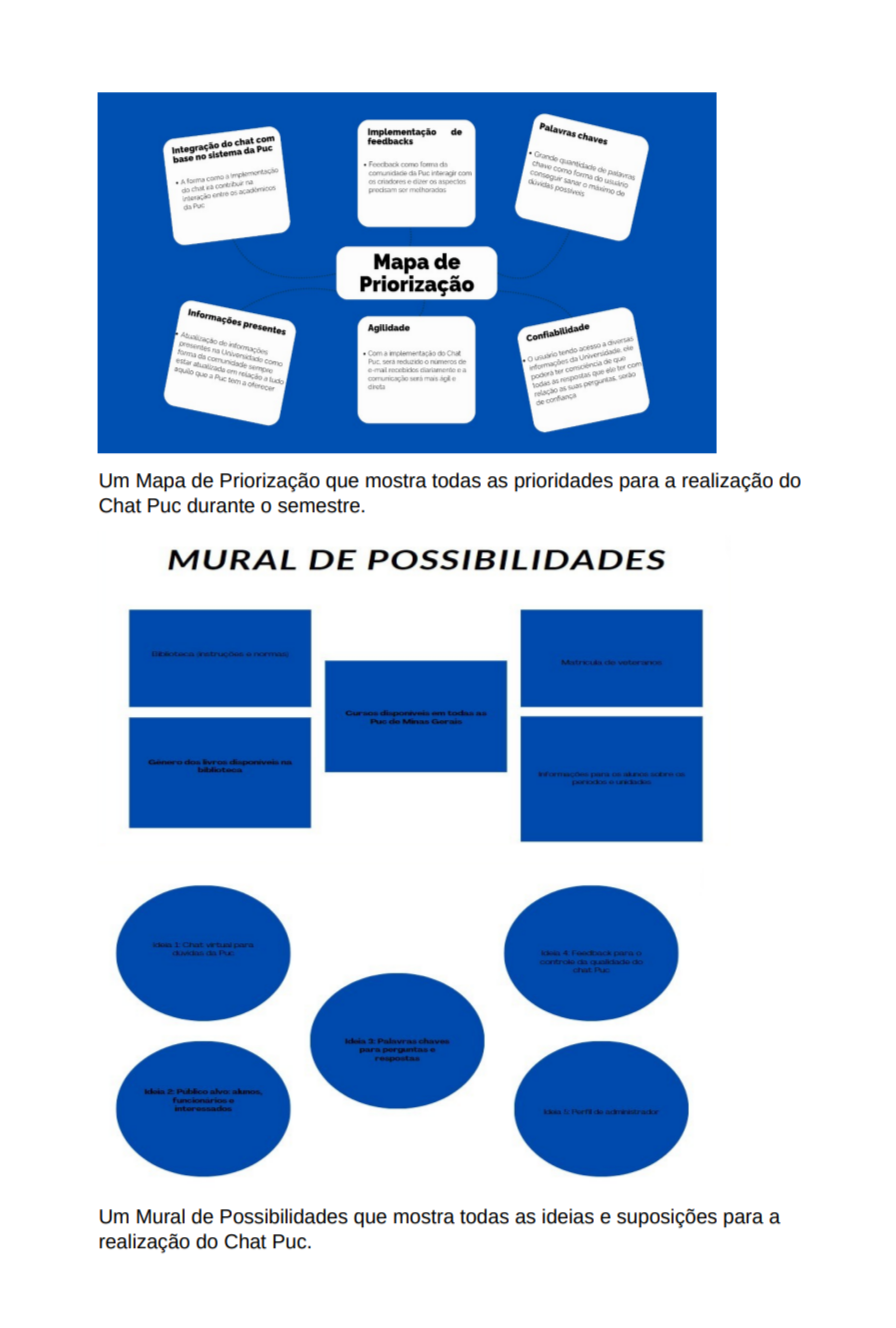 Integração do chat com
base no sistema da Puc
• A forma como a implementação
do chat irá contribuir na
interação entre os acadêmicos
da Puc
Implementação de
feedbacks
• Feedback como forma da
comunidade da Puc interagir com
os criadores e dizer os aspectos
precisam ser melhorados
Palavras chaves
• Grande quantidade de palavras
chave como forma do usuário
conseguir sanar o máximo de
dúvidas possíveis
Mapa de
Priorização
Informações presentes
• Atualização de informações
presentes na Universidade como
forma da comunidade sempre
estar atualizada em relação a tudo
aquilo que a Puc tem a oferecer
Agilidade
• Com a implementação do Chat
Puc, será reduzido o números de
e-mail recebidos diariamente e a
comunicação será mais ágil e
direta
Confiabilidade
• O usuário tendo acesso a diversas
informações da Universidade, ele
poderá ter consciência de que
todas as respostas que ele ter com
relação as suas perguntas, serão
de confiança
Um Mapa de Priorização que mostra todas as prioridades para a realização do
Chat Puc durante o semestre.
MURAL DE POSSIBILIDADES
Biblioteca (instruções e normas)
Matrícula de veteranos
Cursos disponíveis em todas as
Puc de Minas Gerais
Gênero dos livros disponíveis na
biblioteca
Informações para os alunos sobre os
períodos e unidades
Ideia 1: Chat virtual para
dúvidas da Puc
Ideia 4: Feedback para o
controle da qualidade do
chat Puc
Ideia 3: Palavras chaves
para perguntas e
respostas
Ideia 2: Público alvo: alunos,
funcionários e
interessados
Ideia 5: Perfil de administrador
Um Mural de Possibilidades que mostra todas as ideias e suposições para a
realização do Chat Puc.